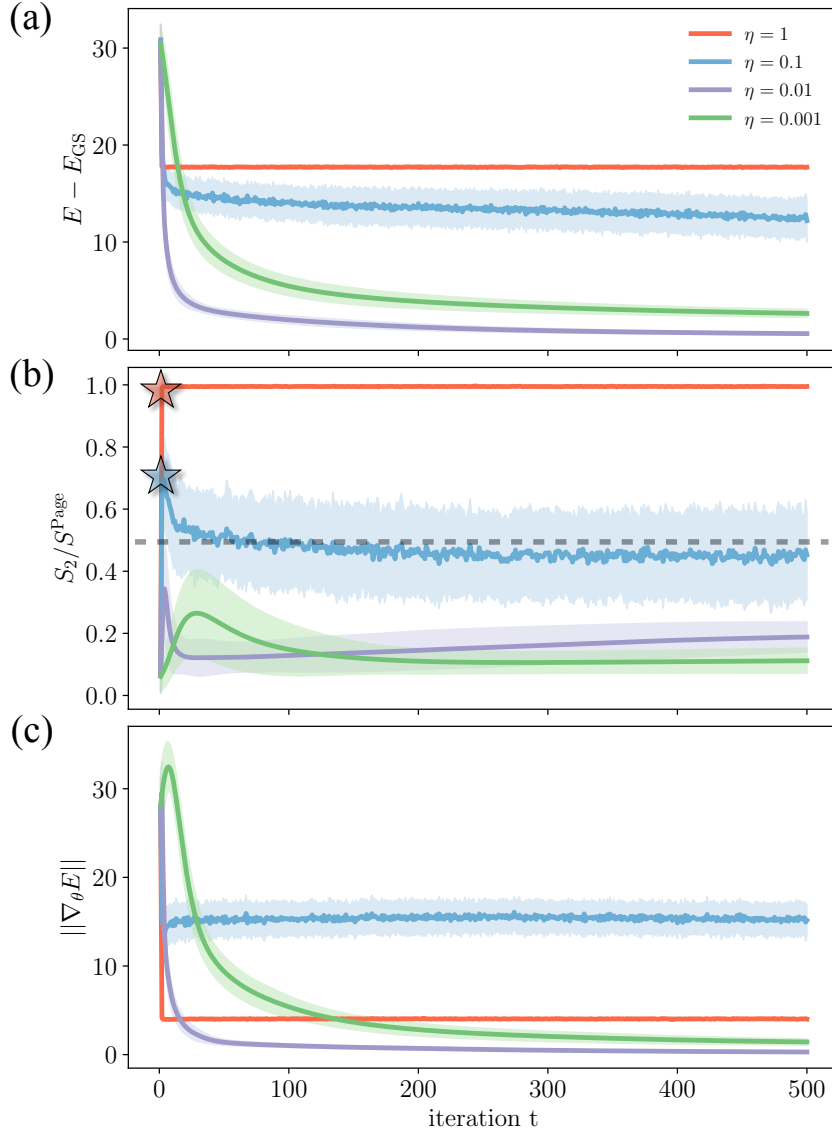 (a)
30
20
10
0
E − E_GS
η = 1
η = 0.1
η = 0.01
η = 0.001
(b)
1.0
0.8
0.6
0.4
0.2
0.0
S_2/S^Page
(c)
30
20
10
0
||∇_θ E||
0 100 200 300 400 500
iteration t